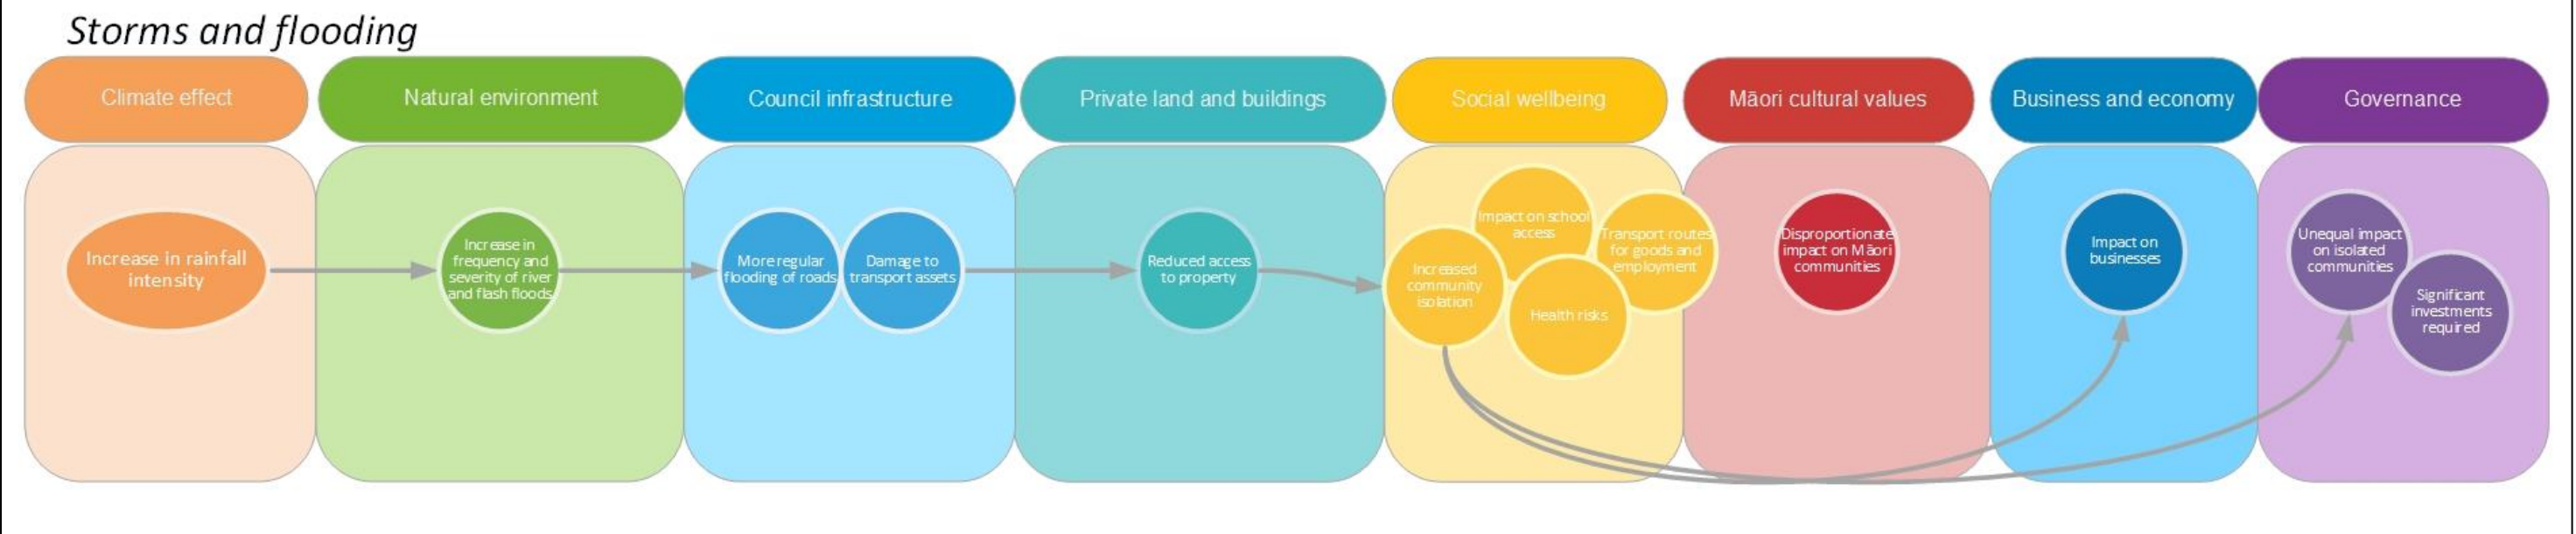 Storms and flooding
Climate effect
Natural environment
Council infrastructure
Private land and buildings
Social wellbeing
Māori cultural values
Business and economy
Governance
Increase in rainfall
intensity
Increase in
frequency and
severity of river
and flash floods
More regular
flooding of roads
Damage to
transport assets
Reduced access
to property
Increased
community
isolation
Impact on school
access
Health risks
Transport routes
for goods and
employment
Disproportionate
impact on Māori
communities
Impact on
businesses
Unequal impact
on isolated
communities
Significant
investments
required